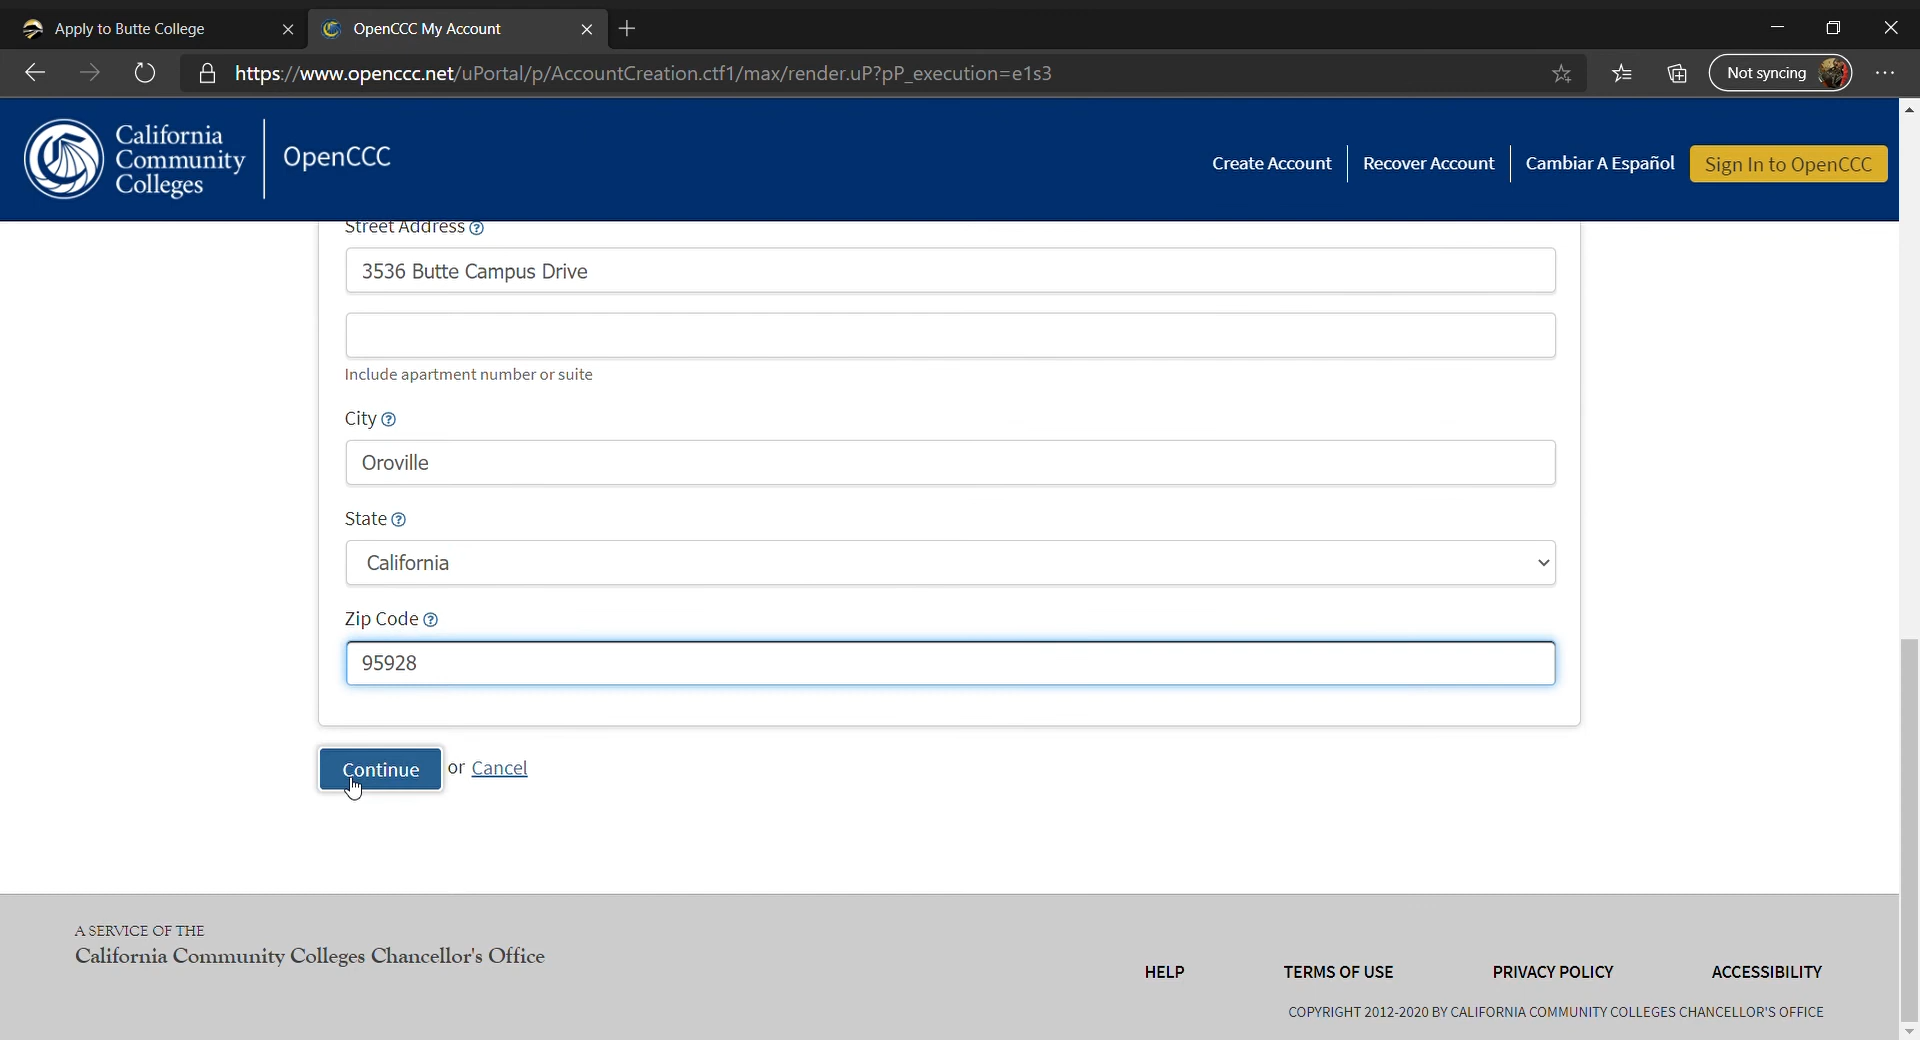 Apply to Butte College
OpenCCC My Account
https://www.openccc.net/uPortal/p/AccountCreation.ctf1/max/render.uP?pP_execution=e1s3
Not syncing
California
Community
Colleges
OpenCCC
Create Account
Recover Account
Cambiar A Español
Sign In to OpenCCC
Street Address
3536 Butte Campus Drive
Include apartment number or suite
City
Oroville
State
California
Zip Code
95928
Continue or Cancel
A SERVICE OF THE
California Community Colleges Chancellor's Office
HELP
TERMS OF USE
PRIVACY POLICY
ACCESSIBILITY
COPYRIGHT 2012-2020 BY CALIFORNIA COMMUNITY COLLEGES CHANCELLOR'S OFFICE